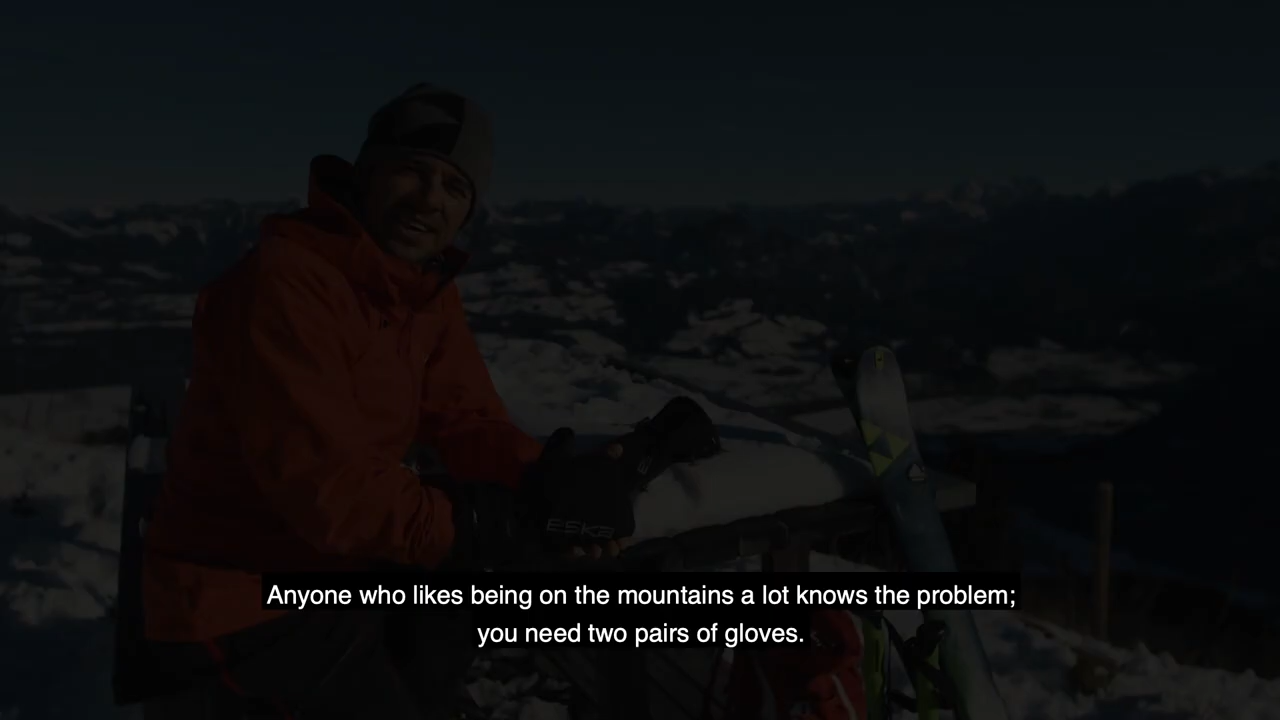 ESKA
Anyone who likes being on the mountains a lot knows the problem;
you need two pairs of gloves.